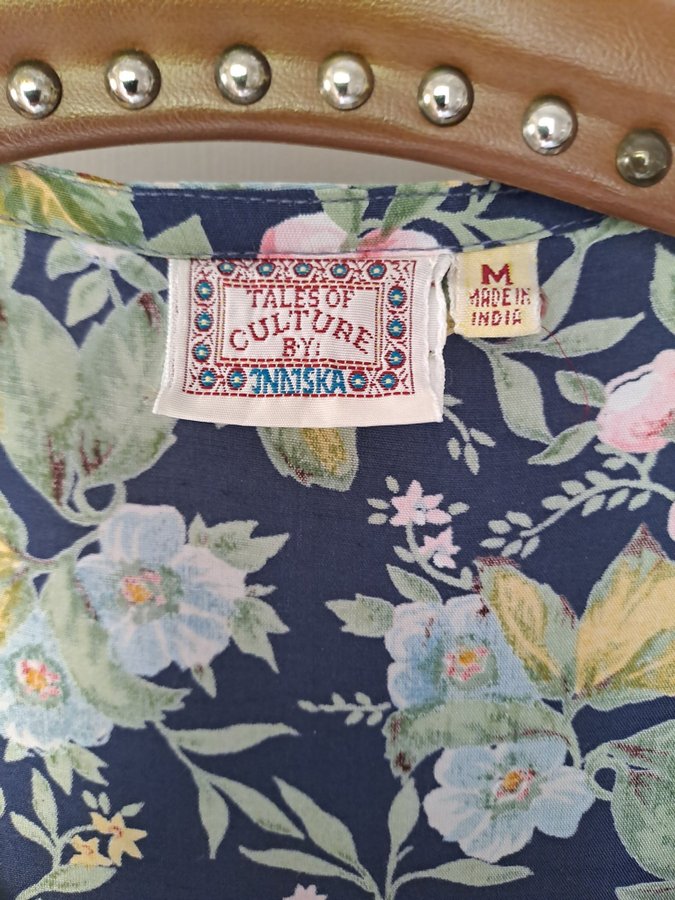 TALES OF
CULTURE
BY:
INNISKA
M
MADE IN
INDIA